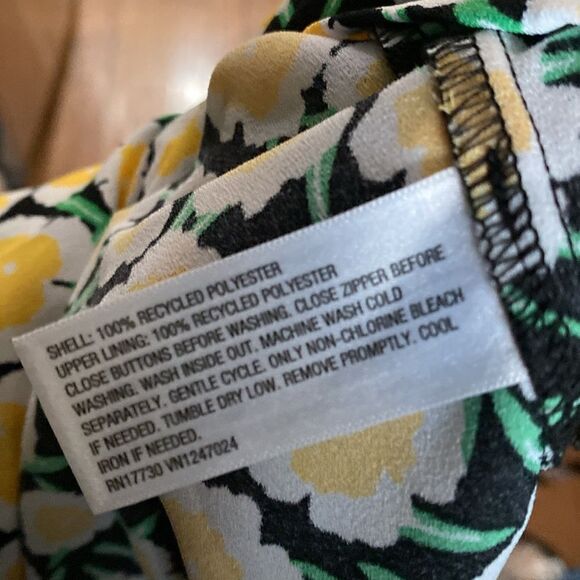 SHELL: 100% RECYCLED POLYESTER
UPPER LINING: 100% RECYCLED POLYESTER
CLOSE BUTTONS BEFORE WASHING. CLOSE ZIPPER BEFORE
WASHING. WASH INSIDE OUT. MACHINE WASH COLD
SEPARATELY. GENTLE CYCLE. ONLY NON-CHLORINE BLEACH
IF NEEDED. TUMBLE DRY LOW. REMOVE PROMPTLY. COOL
IRON IF NEEDED.
RN17730 VN1247024